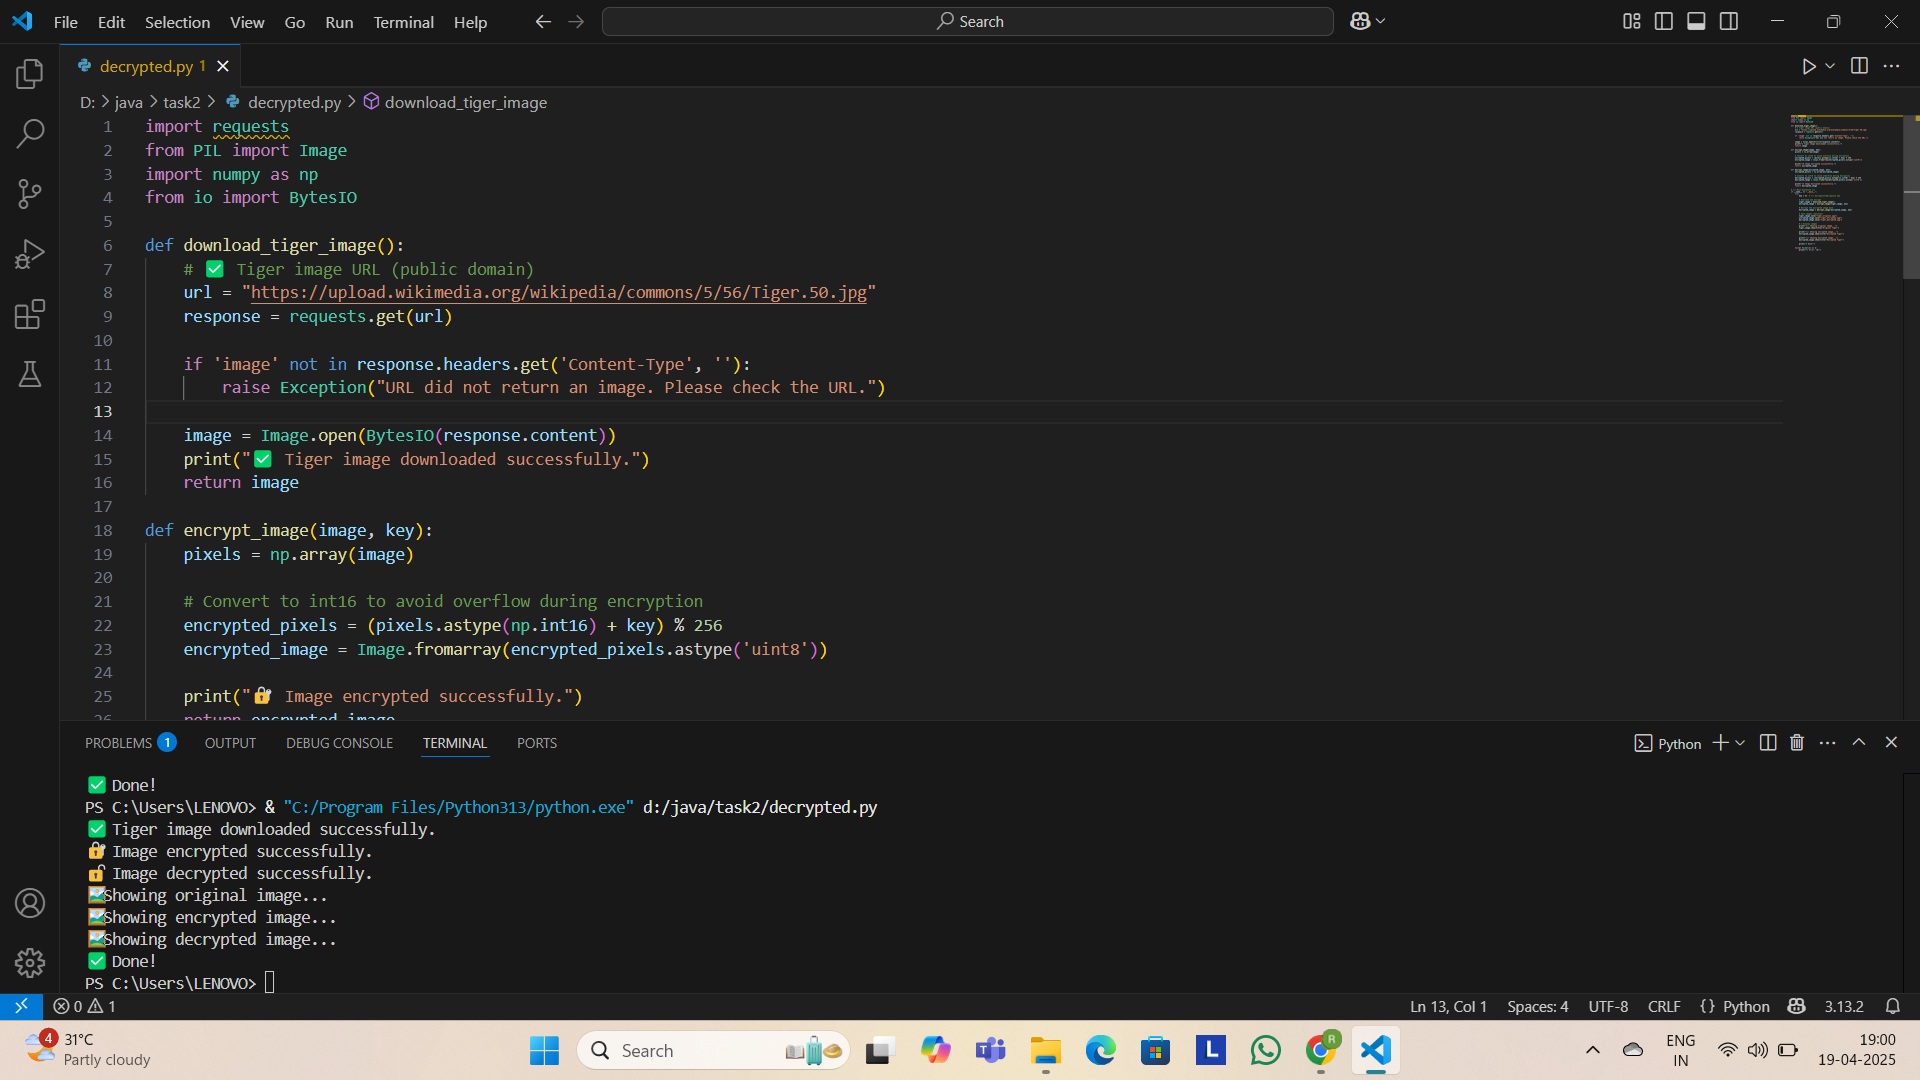 File Edit Selection View Go Run Terminal Help Search
decrypted.py 1
D: > java > task2 > decrypted.py > download_tiger_image
1 import requests
2 from PIL import Image
3 import numpy as np
4 from io import BytesIO
5
6 def download_tiger_image():
7 # ✅ Tiger image URL (public domain)
8 url = "https://upload.wikimedia.org/wikipedia/commons/5/56/Tiger.50.jpg"
9 response = requests.get(url)
10
11 if 'image' not in response.headers.get('Content-Type', ''):
12 raise Exception("URL did not return an image. Please check the URL.")
13
14 image = Image.open(BytesIO(response.content))
15 print("✅ Tiger image downloaded successfully.")
16 return image
17
18 def encrypt_image(image, key):
19 pixels = np.array(image)
20
21 # Convert to int16 to avoid overflow during encryption
22 encrypted_pixels = (pixels.astype(np.int16) + key) % 256
23 encrypted_image = Image.fromarray(encrypted_pixels.astype('uint8'))
24
25 print("🔐 Image encrypted successfully.")
26 return encrypted_image
PROBLEMS 1 OUTPUT DEBUG CONSOLE TERMINAL PORTS Python
✅ Done!
PS C:\Users\LENOVO> & "C:/Program Files/Python313/python.exe" d:/java/task2/decrypted.py
✅ Tiger image downloaded successfully.
🔐 Image encrypted successfully.
🔓 Image decrypted successfully.
🖼️Showing original image...
🖼️Showing encrypted image...
🖼️Showing decrypted image...
✅ Done!
PS C:\Users\LENOVO>
0 1 Ln 13, Col 1 Spaces: 4 UTF-8 CRLF {} Python 3.13.2
4 31°C
Partly cloudy
Search
L
R
ENG
IN
19:00
19-04-2025